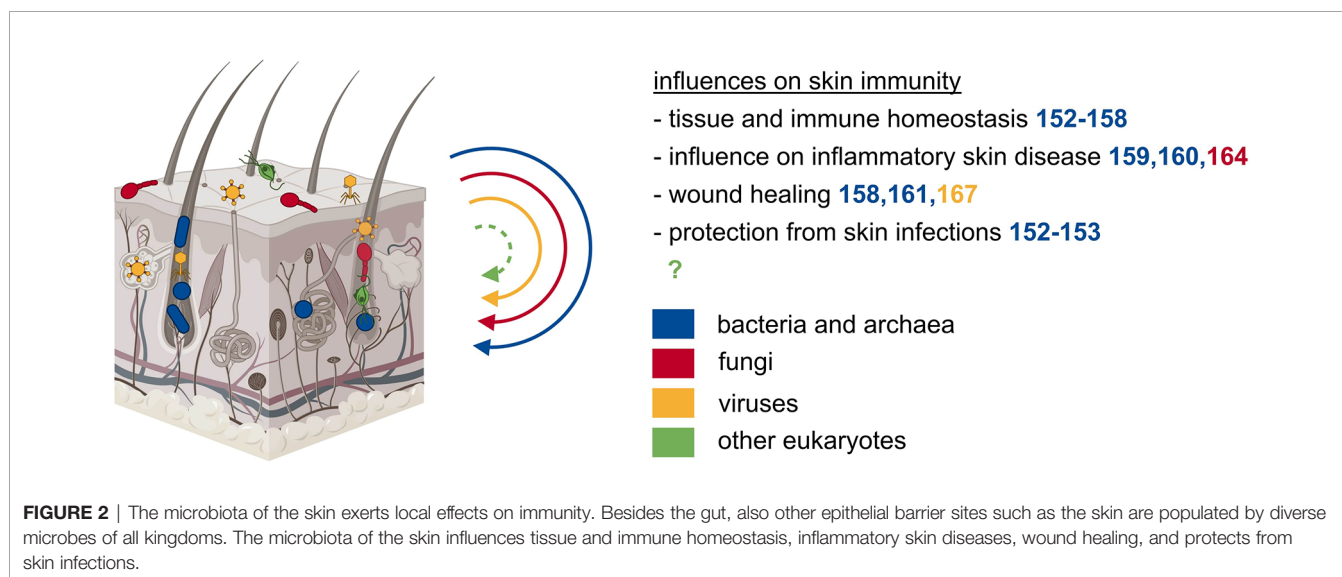 influences on skin immunity
- tissue and immune homeostasis 152-158
- influence on inflammatory skin disease 159,160,164
- wound healing 158,161,167
- protection from skin infections 152-153
?
bacteria and archaea
fungi
viruses
other eukaryotes
FIGURE 2 | The microbiota of the skin exerts local effects on immunity. Besides the gut, also other epithelial barrier sites such as the skin are populated by diverse
microbes of all kingdoms. The microbiota of the skin influences tissue and immune homeostasis, inflammatory skin diseases, wound healing, and protects from
skin infections.